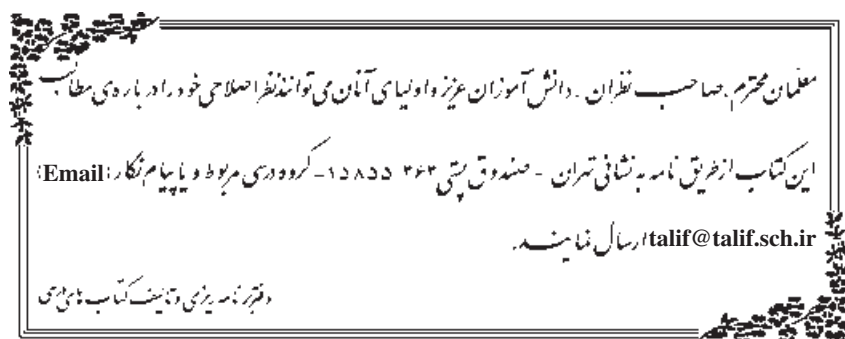 معلمان محترم، صاحب نظران، دانش آموزان عزیز و اولیای آنان می توانند نظر اصلاحی خود را درباره ی مطالب
این کتاب از طریق نامه به نشانی تهران - صندوق پستی ۳۶۳ ۱۵۸۵۵ - گروه درسی مربوط و یا پیام نگار (Email)
talif@talif.sch.ir ارسال نمایند.
دفتر برنامه ریزی و تألیف کتاب های درسی